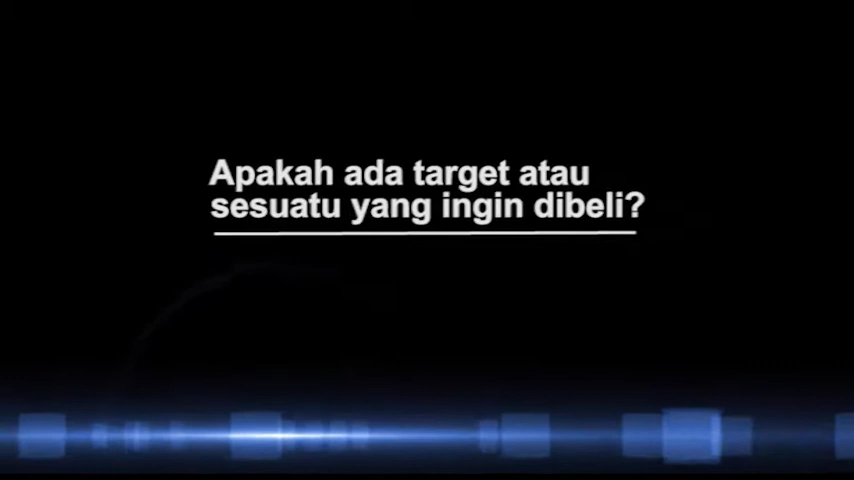 Apakah ada target atau
sesuatu yang ingin dibeli?